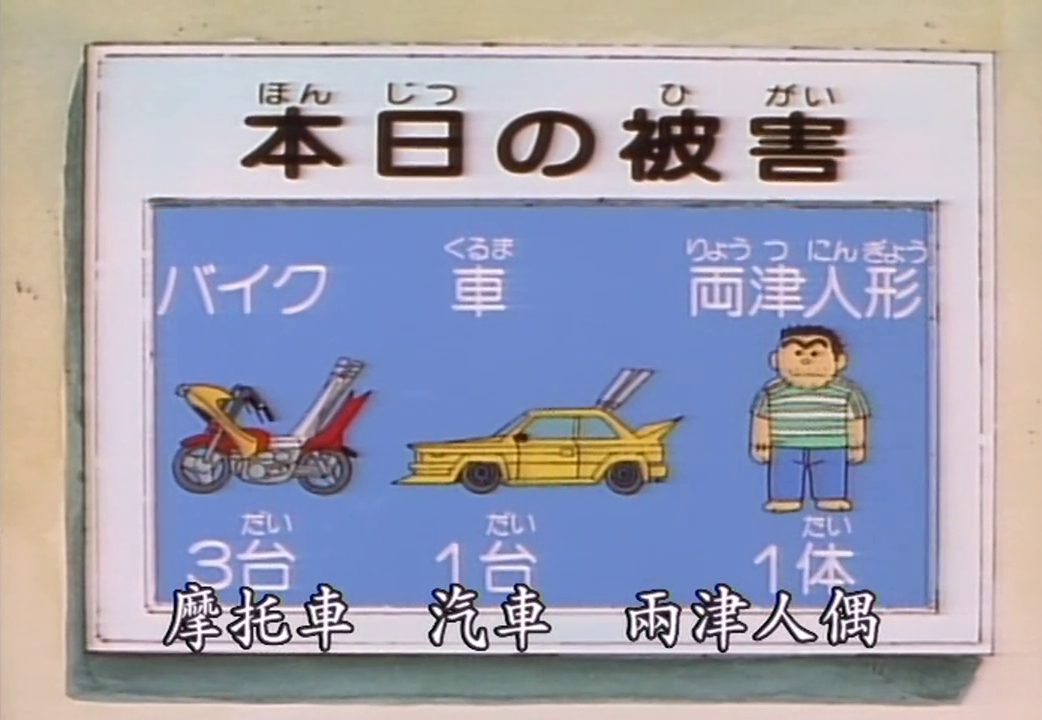 ほん じつ ひ がい
本日の被害
くるま りょう つ にん ぎょう
バイク 車 両津人形
だい だい たい
3台 1台 1体
摩托車 汽車 兩津人偶